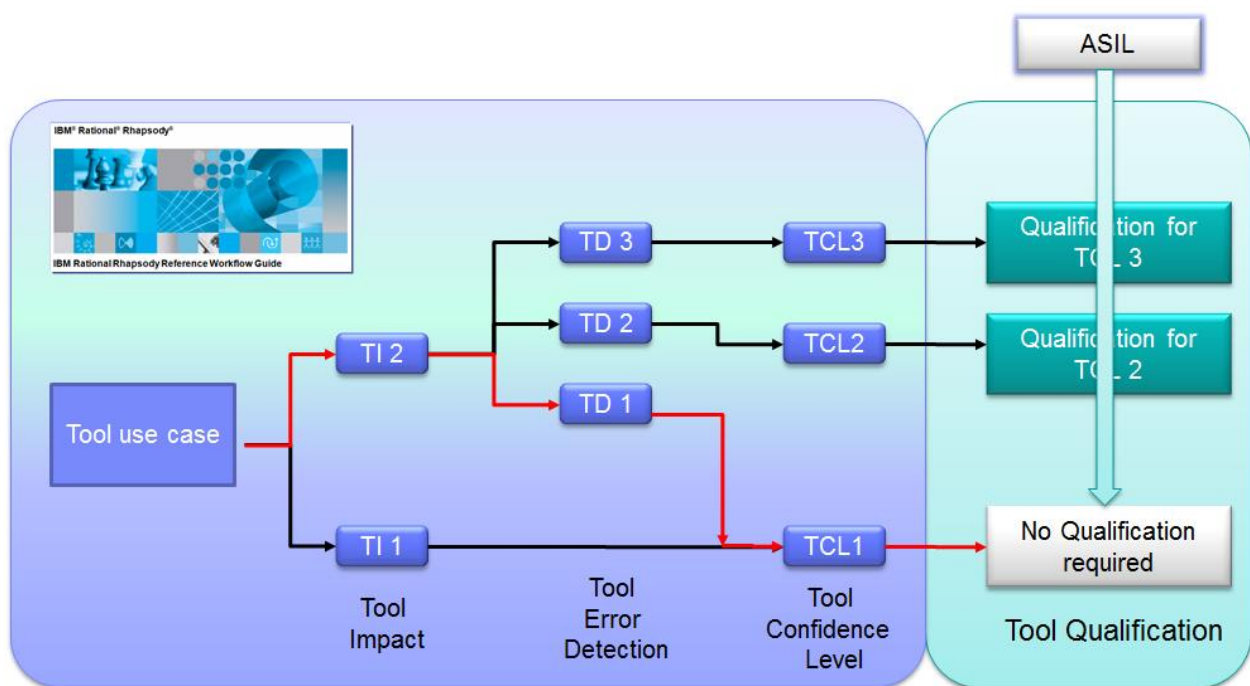 ASIL
IBM® Rational® Rhapsody®
IBM Rational Rhapsody Reference Workflow Guide
TD 3
TCL3
Qualification for
TCL 3
TD 2
TCL2
Qualification for
TCL 2
TI 2
TD 1
Tool use case
TI 1
TCL1
No Qualification
required
Tool
Impact
Tool
Error
Detection
Tool
Confidence
Level
Tool Qualification